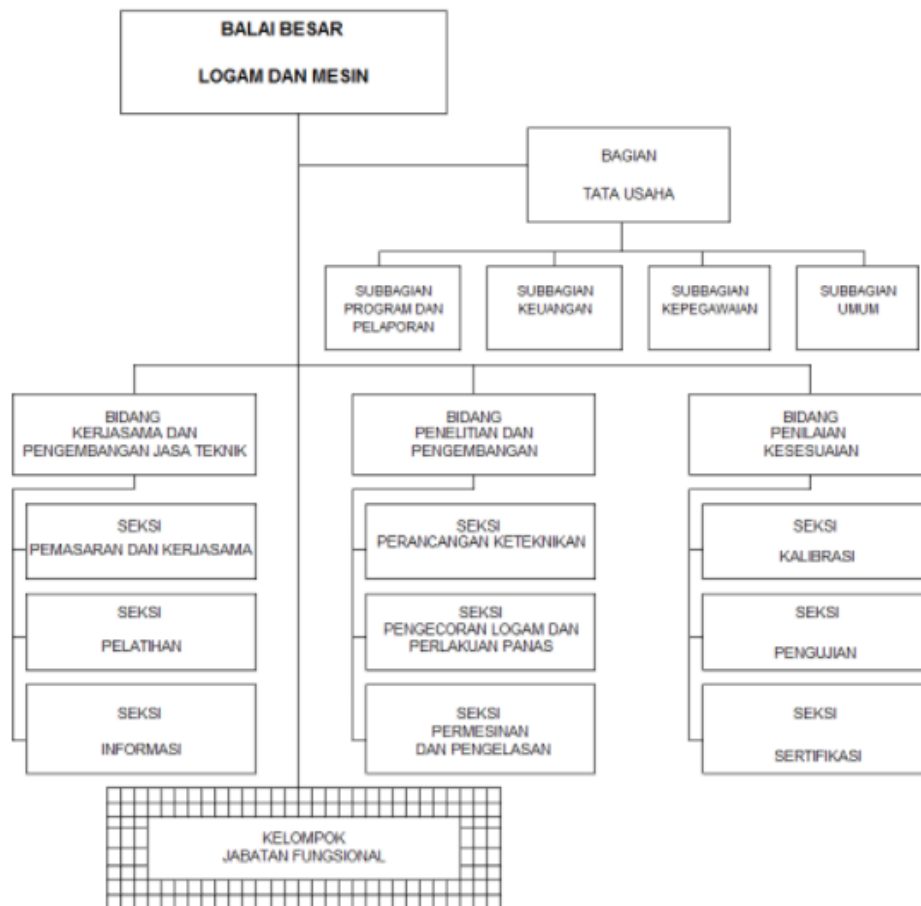 BALAI BESAR
LOGAM DAN MESIN
BAGIAN
TATA USAHA
SUBBAGIAN
PROGRAM DAN
PELAPORAN
SUBBAGIAN
KEUANGAN
SUBBAGIAN
KEPEGAWAIAN
SUBBAGIAN
UMUM
BIDANG
KERJASAMA DAN
PENGEMBANGAN JASA TEKNIK
SEKSI
PEMASARAN DAN KERJASAMA
SEKSI
PELATIHAN
SEKSI
INFORMASI
BIDANG
PENELITIAN DAN
PENGEMBANGAN
SEKSI
PERANCANGAN KETEKNIKAN
SEKSI
PENGECORAN LOGAM DAN
PERLAKUAN PANAS
SEKSI
PERMESINAN
DAN PENGELASAN
BIDANG
PENILAIAN
KESESUAIAN
SEKSI
KALIBRASI
SEKSI
PENGUJIAN
SEKSI
SERTIFIKASI
KELOMPOK
JABATAN FUNGSIONAL